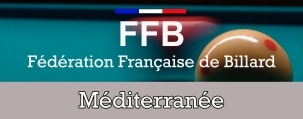 FFB
Fédération Française de Billard
Méditerranée